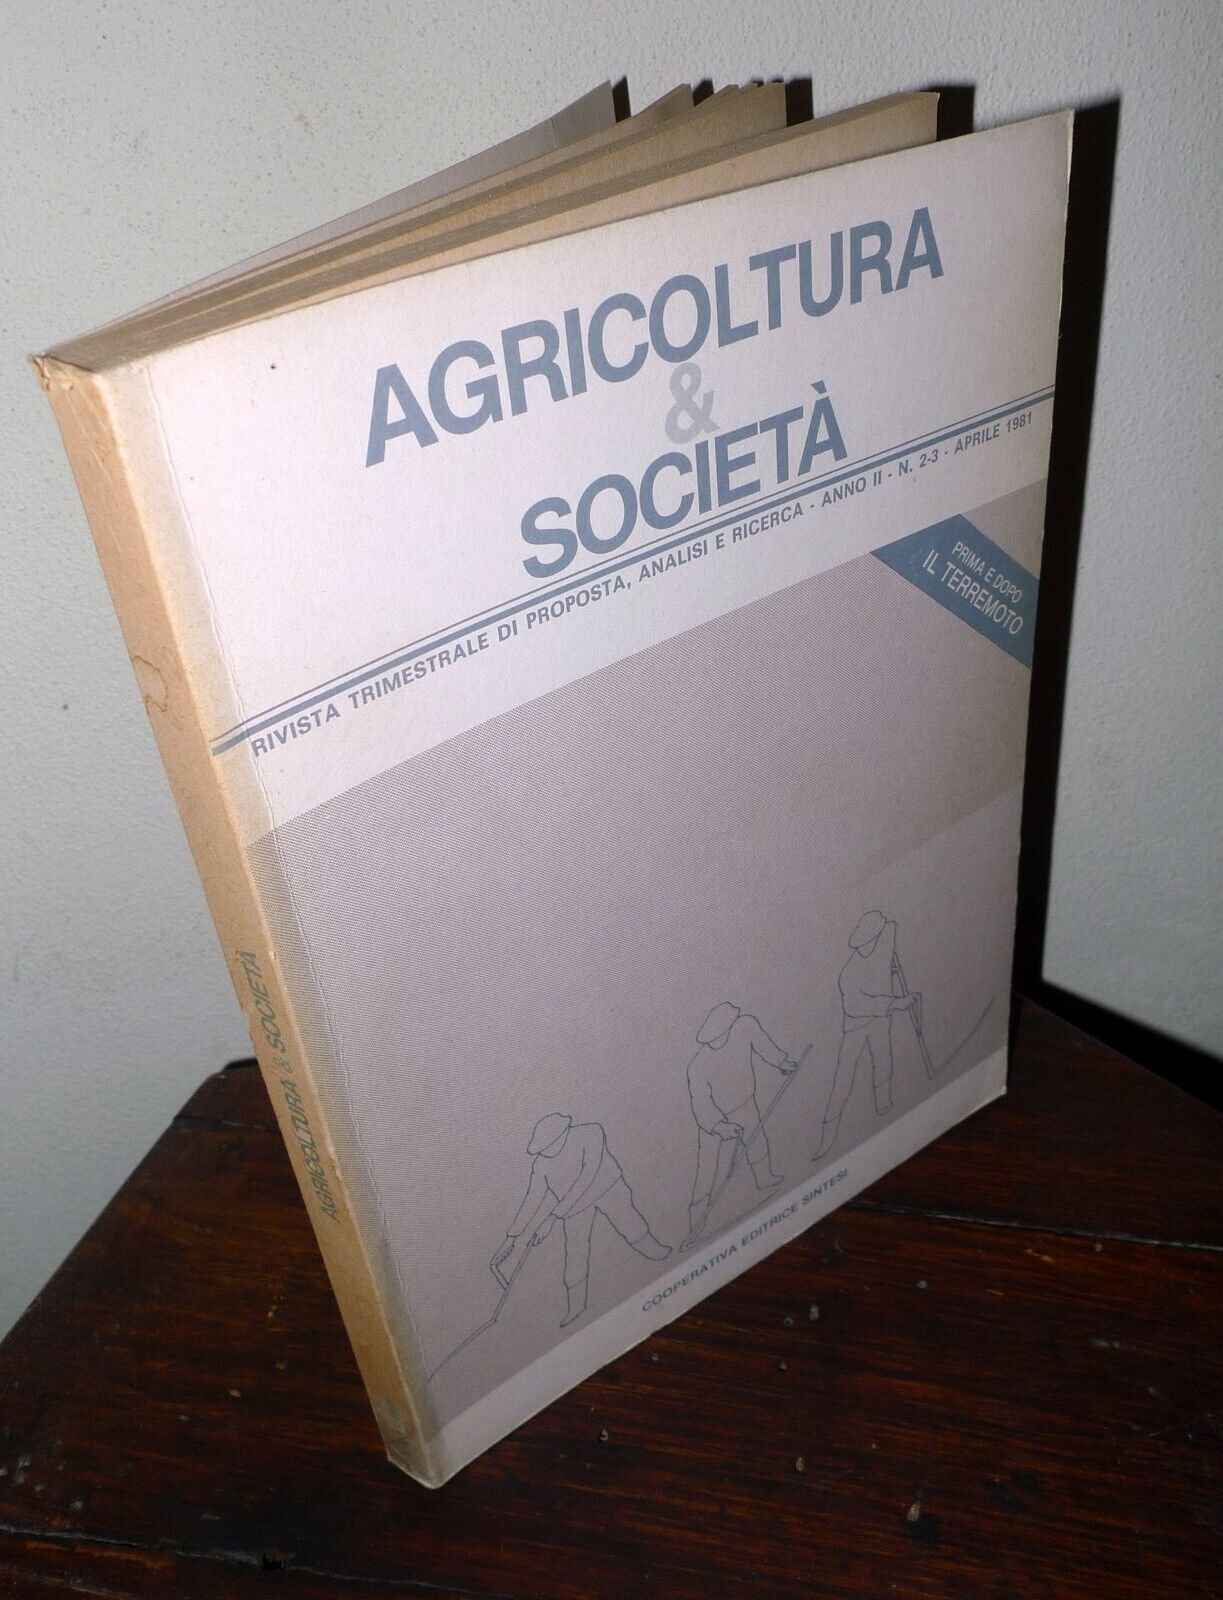 AGRICOLTURA
&
SOCIETÀ
RIVISTA TRIMESTRALE DI PROPOSTA, ANALISI E RICERCA - ANNO II - N. 2-3 - APRILE 1981
PRIMA E DOPO
IL TERREMOTO
COOPERATIVA EDITRICE SINTESI
AGRICOLTURA & SOCIETÀ